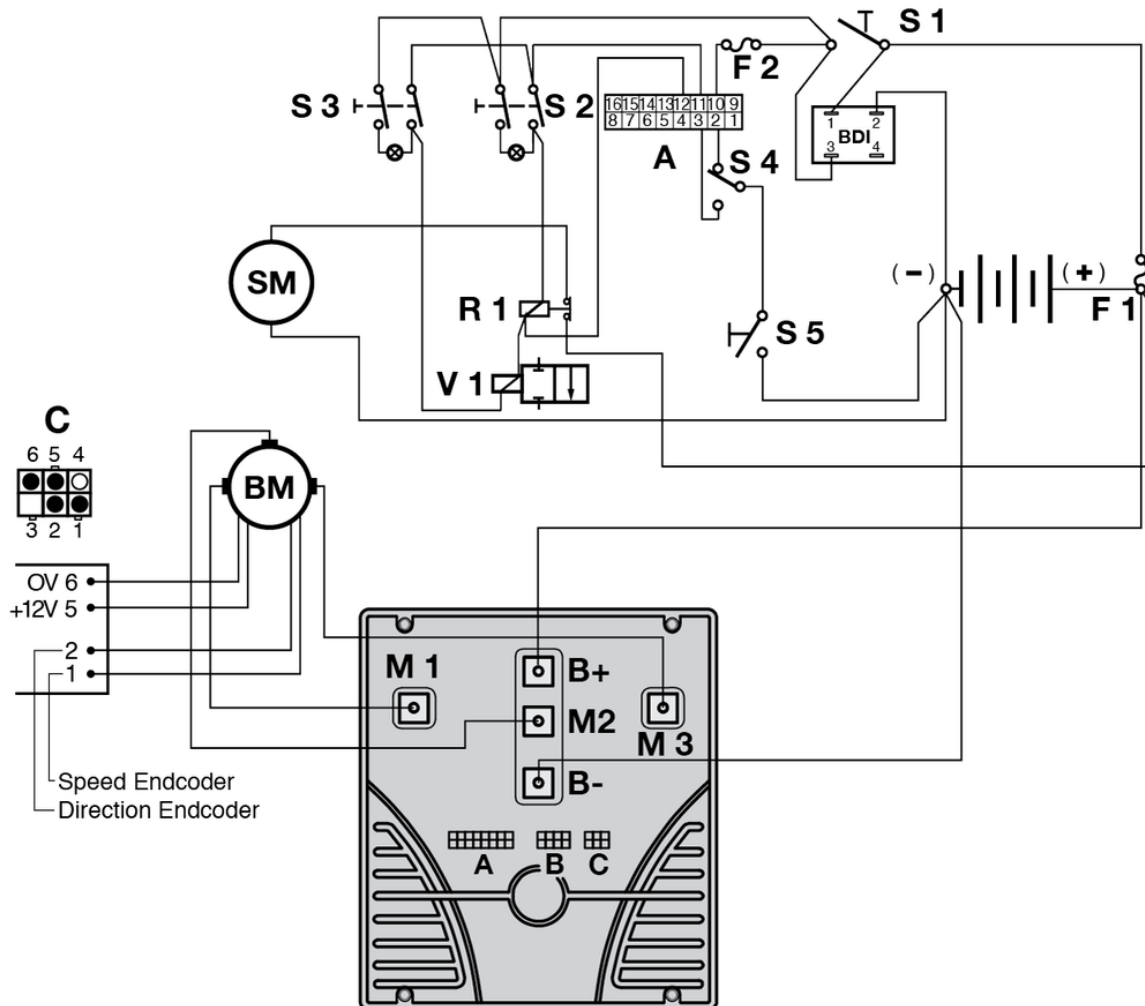 S 1
F 2
S 3
S 2
16 15 14 13 12 11 10 9
8 7 6 5 4 3 2 1
1 2
BDI
3 4
A
S 4
SM
(-)
(+)
F 1
R 1
S 5
V 1
C
6 5 4
BM
3 2 1
OV 6
+12V 5
2
1
M 1
B+
M2
M 3
B-
Speed Endcoder
Direction Endcoder
A
B
C